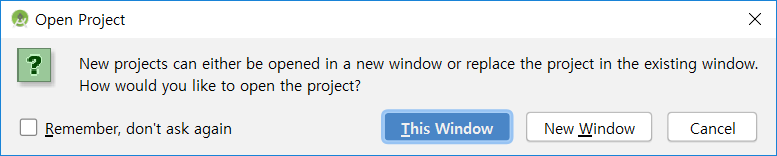 Open Project
New projects can either be opened in a new window or replace the project in the existing window.
How would you like to open the project?
Remember, don't ask again
This Window
New Window
Cancel